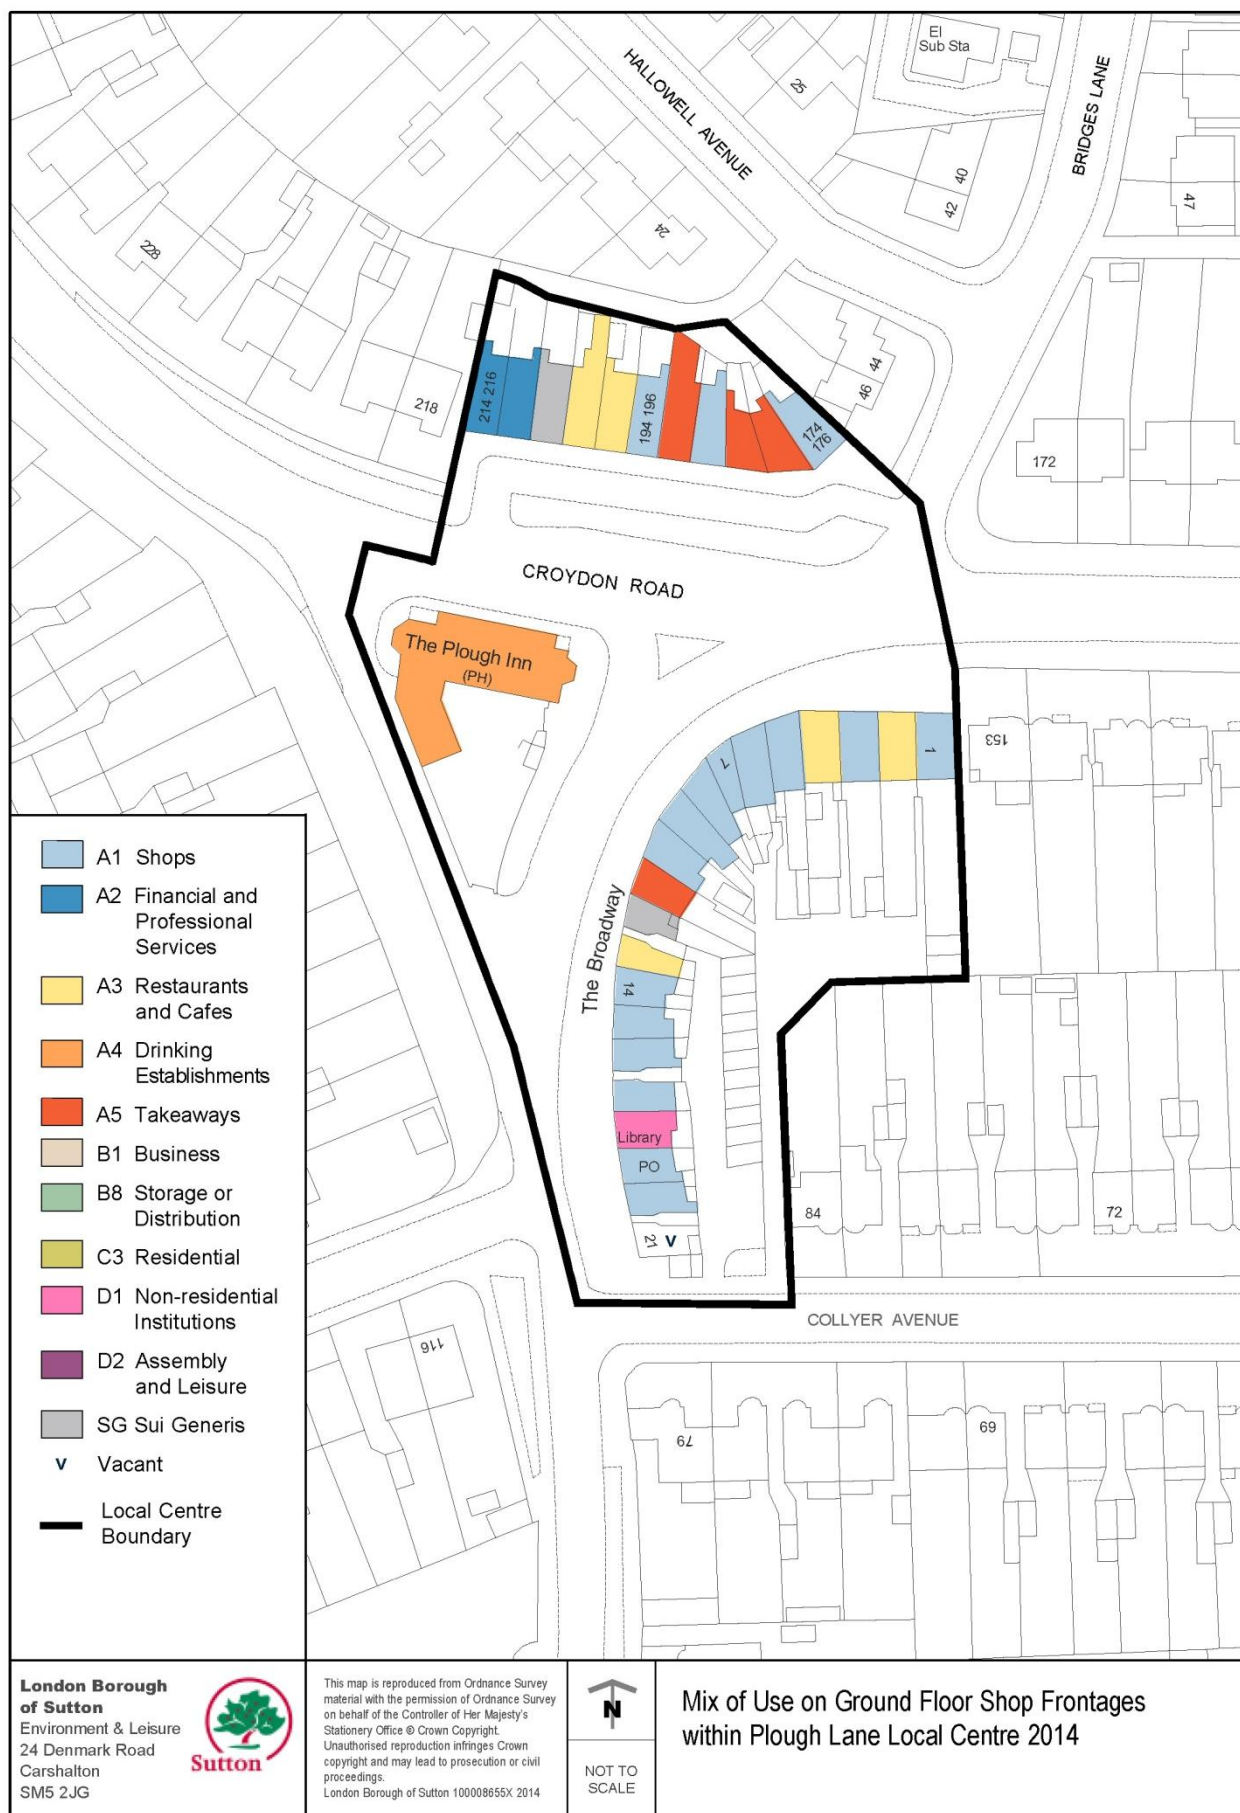 El
Sub Sta
HALLOWELL AVENUE
BRIDGES LANE
25
40
42
47
24
228
44
46
218
214 216
194 196
174
176
172
CROYDON ROAD
The Plough Inn
(PH)
153
1
7
The Broadway
14
Library
PO
21 V
84
72
COLLYER AVENUE
116
79
69
A1 Shops
A2 Financial and
Professional
Services
A3 Restaurants
and Cafes
A4 Drinking
Establishments
A5 Takeaways
B1 Business
B8 Storage or
Distribution
C3 Residential
D1 Non-residential
Institutions
D2 Assembly
and Leisure
SG Sui Generis
V Vacant
Local Centre
Boundary
London Borough
of Sutton
Environment & Leisure
24 Denmark Road
Carshalton
SM5 2JG
Sutton
This map is reproduced from Ordnance Survey
material with the permission of Ordnance Survey
on behalf of the Controller of Her Majesty's
Stationery Office © Crown Copyright.
Unauthorised reproduction infringes Crown
copyright and may lead to prosecution or civil
proceedings.
London Borough of Sutton 100008655X 2014
N
NOT TO
SCALE
Mix of Use on Ground Floor Shop Frontages
within Plough Lane Local Centre 2014